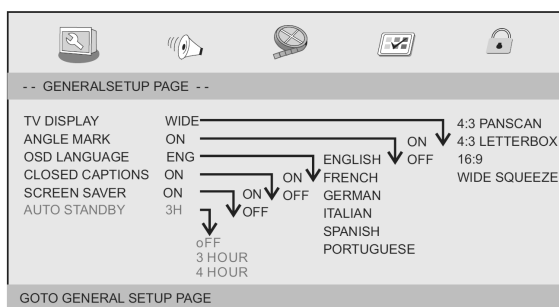 -- GENERALSETUP PAGE --
TV DISPLAY WIDE 4:3 PANSCAN
ANGLE MARK ON ON 4:3 LETTERBOX
OSD LANGUAGE ENG ENGLISH OFF 16:9
CLOSED CAPTIONS ON ON FRENCH WIDE SQUEEZE
SCREEN SAVER ON ON OFF GERMAN
AUTO STANDBY 3H OFF ITALIAN
SPANISH
oFF PORTUGUESE
3 HOUR
4 HOUR
GOTO GENERAL SETUP PAGE